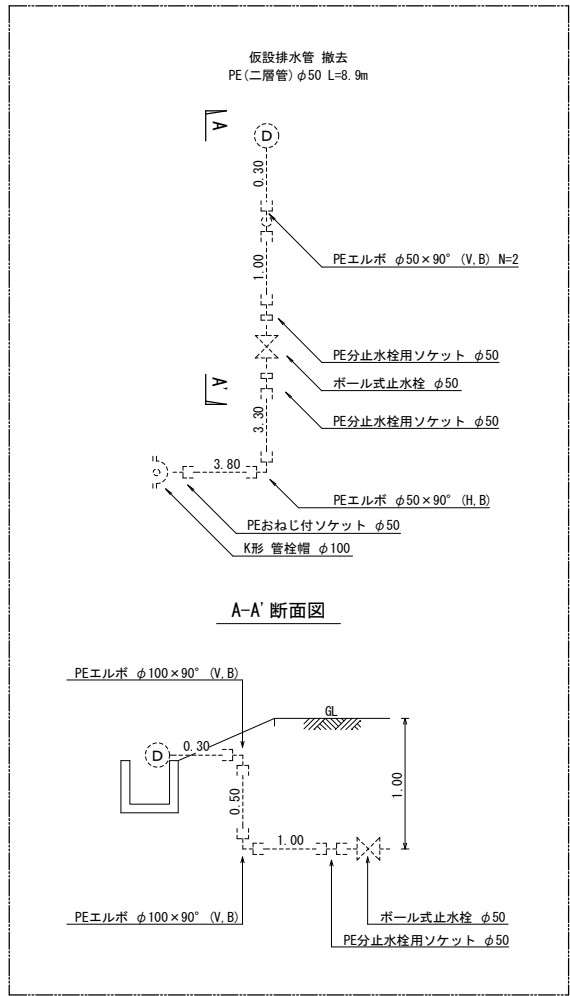 仮設排水管 撤去
PE(二層管)φ50 L=8.9m
A
D
0.30
PEエルボ φ50×90° (V,B) N=2
1.00
PE分止水栓用ソケット φ50
ボール式止水栓 φ50
A'
PE分止水栓用ソケット φ50
3.30
3.80
PEエルボ φ50×90° (H,B)
PEおねじ付ソケット φ50
K形 管栓帽 φ100
A-A'断面図
PEエルボ φ100×90° (V,B)
GL
D
0.30
0.50
1.00
1.00
PEエルボ φ100×90° (V,B)
ボール式止水栓 φ50
PE分止水栓用ソケット φ50